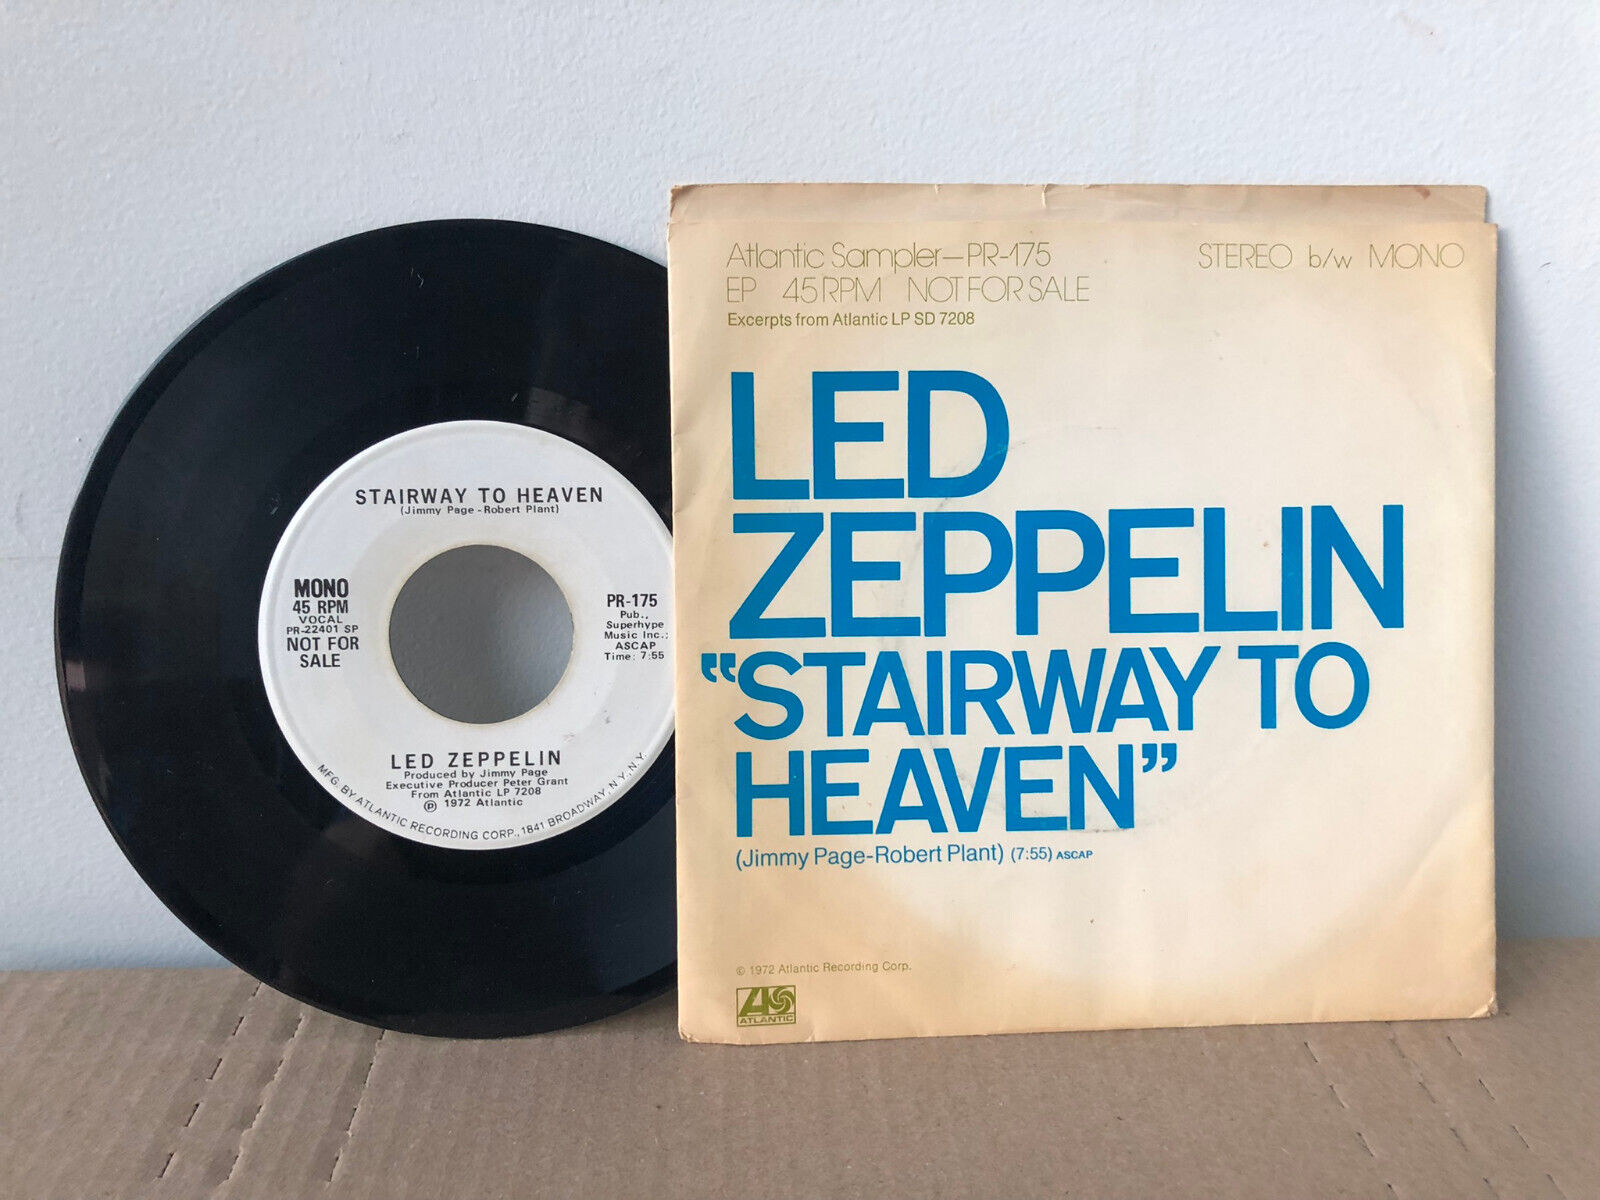 STAIRWAY TO HEAVEN
(Jimmy Page - Robert Plant)
MONO
45 RPM
VOCAL
PR-22401 SP
NOT FOR
SALE
PR-175
Pub.,
Superhype
Music Inc.;
ASCAP
Time: 7:55
LED ZEPPELIN
Produced by Jimmy Page
Executive Producer Peter Grant
From Atlantic LP 7208
℗ 1972 Atlantic
MFG. BY ATLANTIC RECORDING CORP., 1841 BROADWAY, N.Y., N.Y.
Atlantic Sampler—PR-175
STEREO b/w MONO
EP 45 RPM NOT FOR SALE
Excerpts from Atlantic LP SD 7208
LED
ZEPPELIN
“STAIRWAY TO
HEAVEN”
(Jimmy Page-Robert Plant) (7:55) ASCAP
© 1972 Atlantic Recording Corp.
ATLANTIC